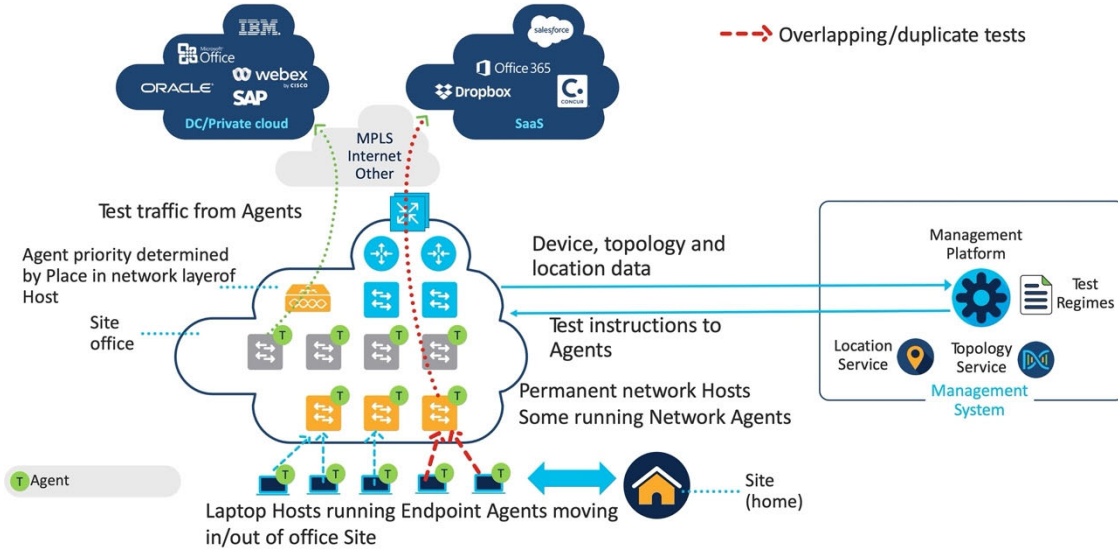 IBM
Microsoft
Office
ORACLE
webex
by CISCO
SAP
DC/Private cloud
salesforce
Office 365
Dropbox
C.
CONCUR
SaaS
Overlapping/duplicate tests
MPLS
Internet
Other
Test traffic from Agents
Agent priority determined
by Place in network layerof
Host
Site
office
Device, topology and
location data
Test instructions to
Agents
Management
Platform
Test
Regimes
Location
Service
Topology
Service
Management
System
T
T
T
T
T
T
T
Permanent network Hosts
Some running Network Agents
T
T
T
T
T
T Agent
Laptop Hosts running Endpoint Agents moving
in/out of office Site
Site
(home)